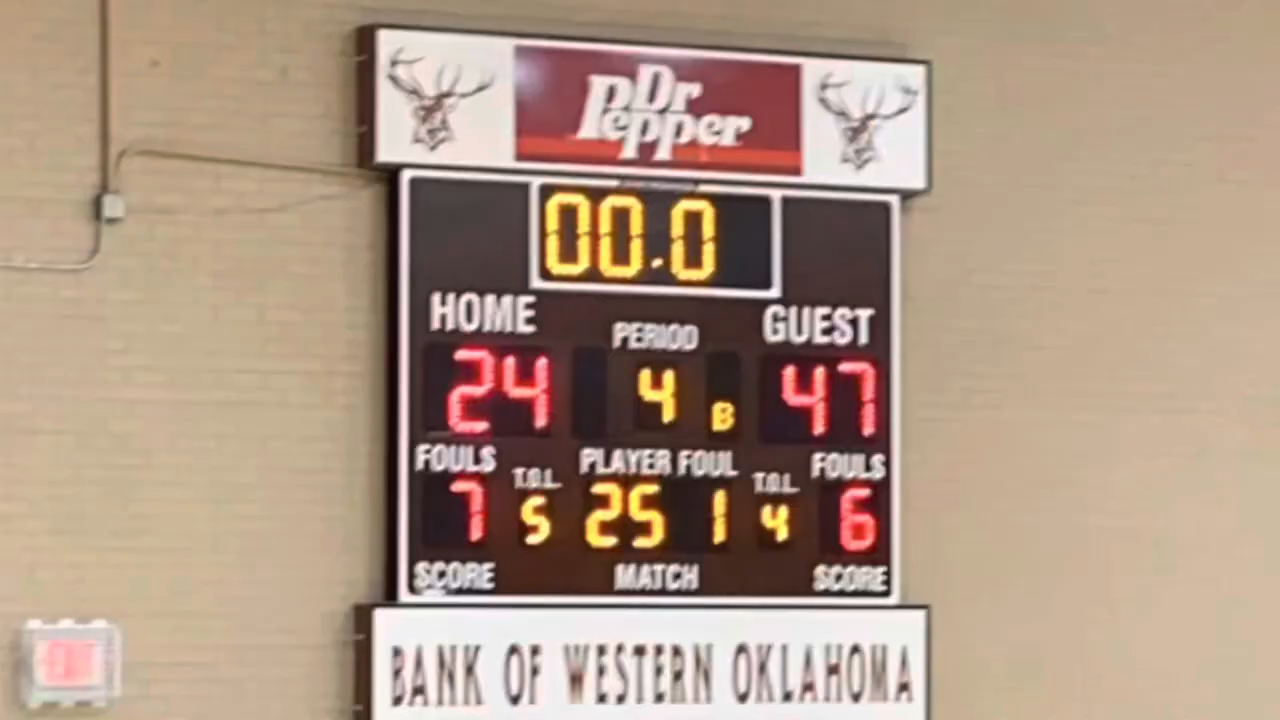 Dr
Pepper
00.0
HOME PERIOD GUEST
24 4 B 47
FOULS T.O.L. PLAYER FOUL T.O.L. FOULS
7 5 25 1 4 6
SCORE MATCH SCORE
BANK OF WESTERN OKLAHOMA